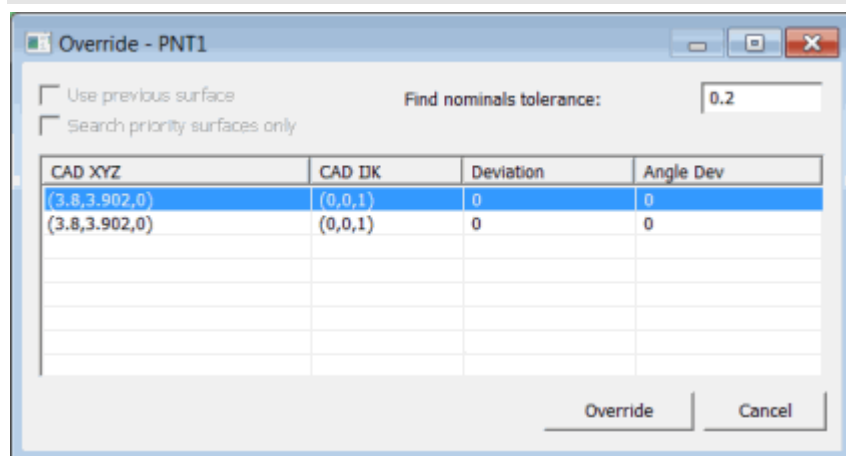 Override - PNT1
Use previous surface Find nominals tolerance: 0.2
Search priority surfaces only
CAD XYZ CAD IJK Deviation Angle Dev
(3.8,3.902,0) (0,0,1) 0 0
(3.8,3.902,0) (0,0,1) 0 0
Override Cancel